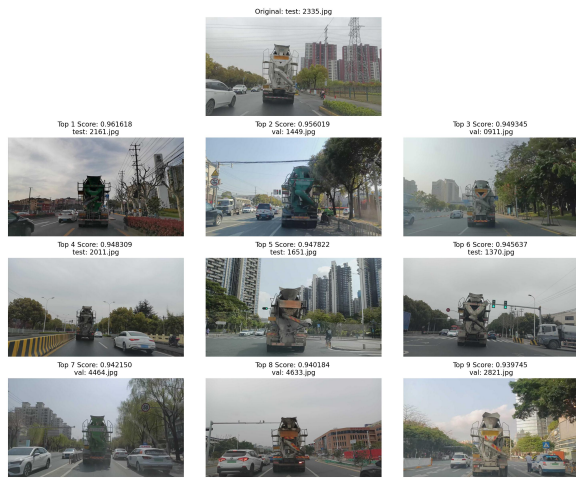 Original: test: 2335.jpg
Top 1 Score: 0.961618
test: 2161.jpg
Top 2 Score: 0.956019
val: 1449.jpg
Top 3 Score: 0.949345
val: 0911.jpg
Top 4 Score: 0.948309
test: 2011.jpg
Top 5 Score: 0.947822
test: 1651.jpg
Top 6 Score: 0.945637
test: 1370.jpg
Top 7 Score: 0.942150
val: 4464.jpg
Top 8 Score: 0.940184
val: 4633.jpg
Top 9 Score: 0.939745
val: 2821.jpg